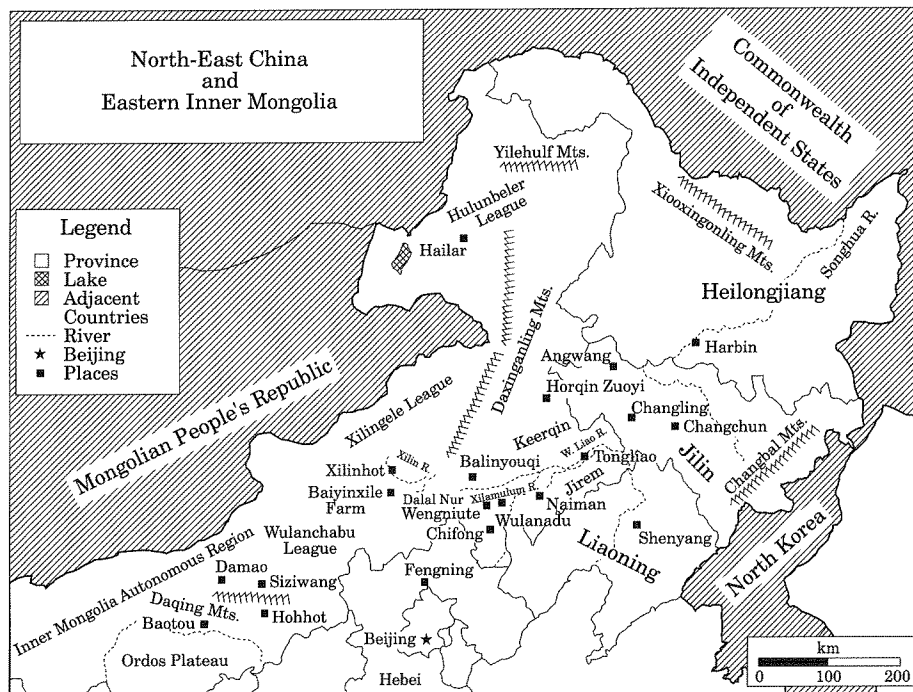 North-East China
and
Eastern Inner Mongolia
Commonwealth
of
Independent States
Legend
Province
Lake
Adjacent
Countries
River
Beijing
Places
Yilehulf Mts.
Hulunbeler
League
Hailar
Xiooxingonling Mts.
Songhua R.
Heilongjiang
Harbin
Daxinganling Mts.
Angwang
Horqin Zuoyi
Changling
Changchun
Mongolian People's Republic
Xilingele League
Keerqin
W. Liao R.
Tongliao
Jilin
Changbal Mts.
Xilin R.
Xilinhot
Balinyouqi
Baiyinxile
Farm
Dalal Nur
Xilamulum R.
Jirem
Wengniute
Naiman
Wulanadu
Chifong
Wulanchabu
League
Shenyang
Liaoning
North Korea
Inner Mongolia Autonomous Region
Damao
Siziwang
Fengning
Daqing Mts.
Hohhot
Baotou
Beijing
Ordos Plateau
Hebei
km
0 100 200